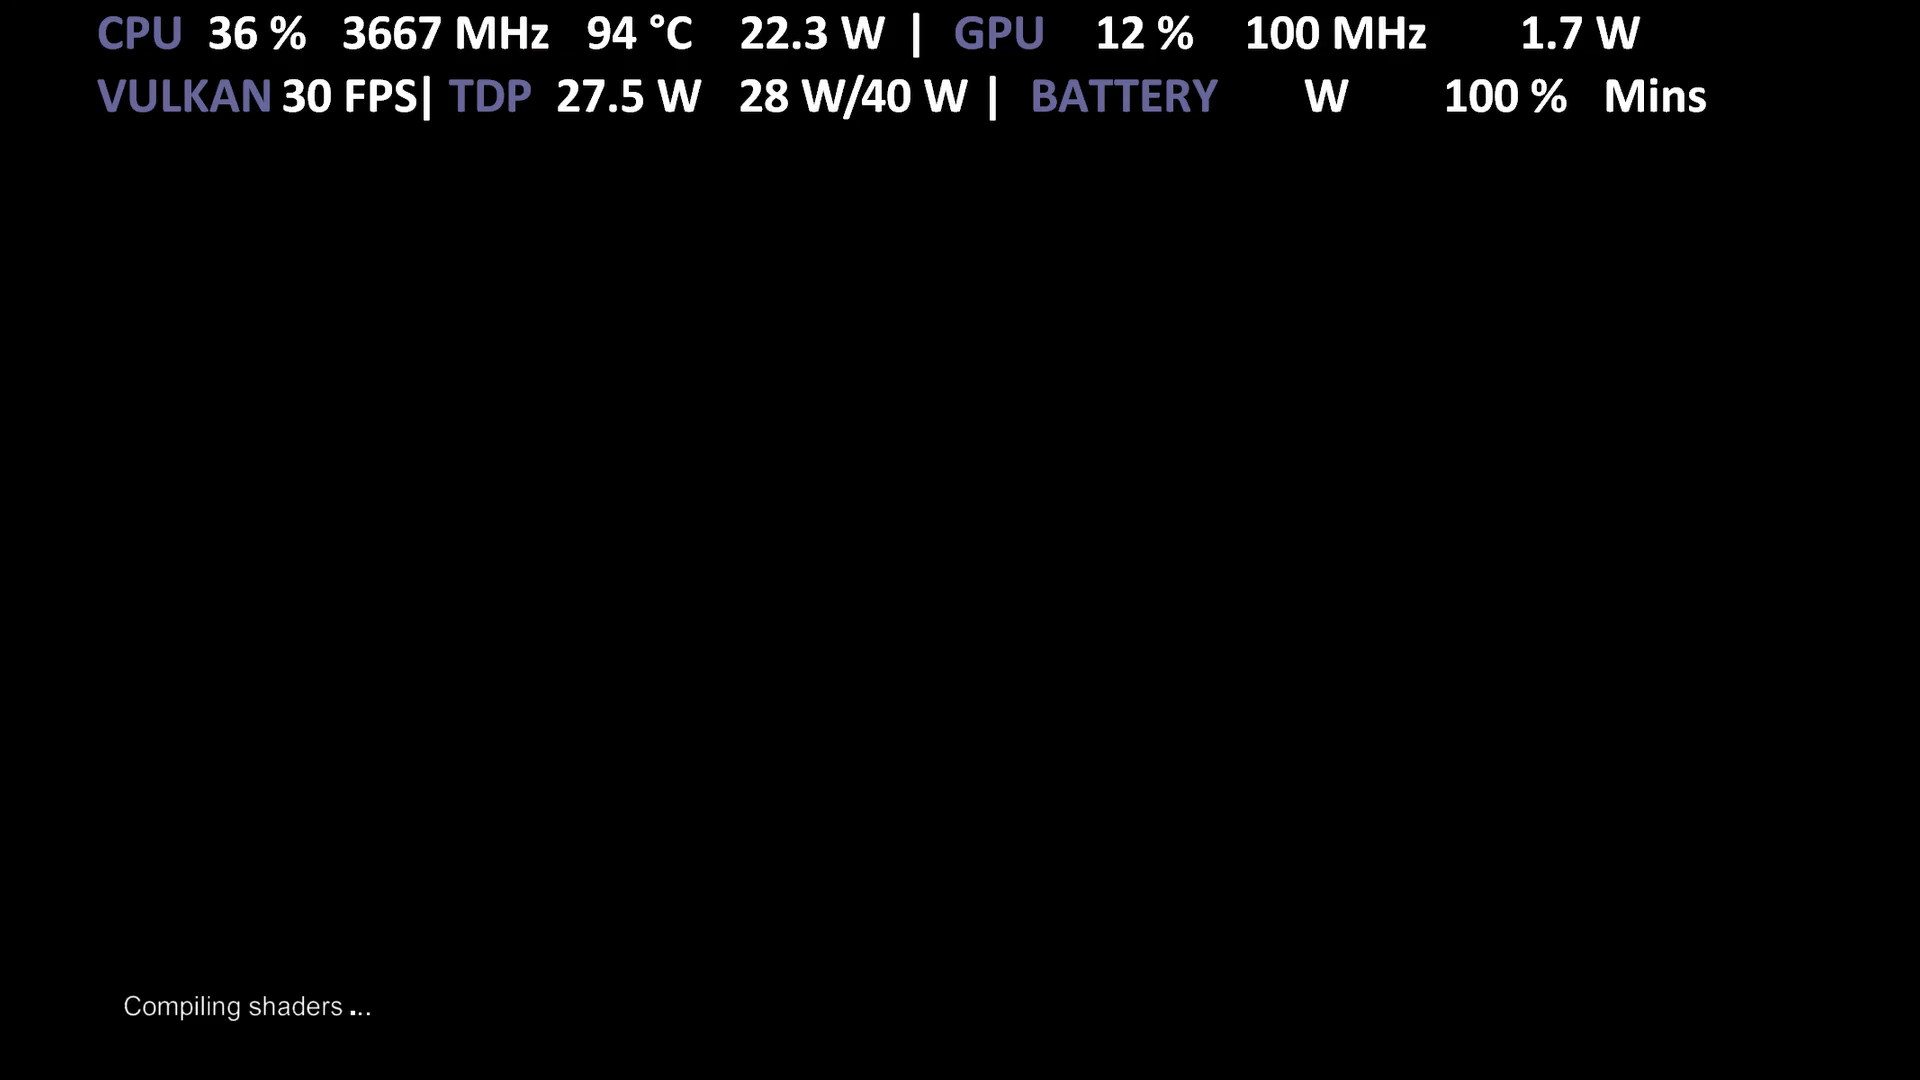 CPU 36 % 3667 MHz 94 °C 22.3 W | GPU 12 % 100 MHz 1.7 W
VULKAN 30 FPS| TDP 27.5 W 28 W/40 W | BATTERY W 100 % Mins
Compiling shaders ...